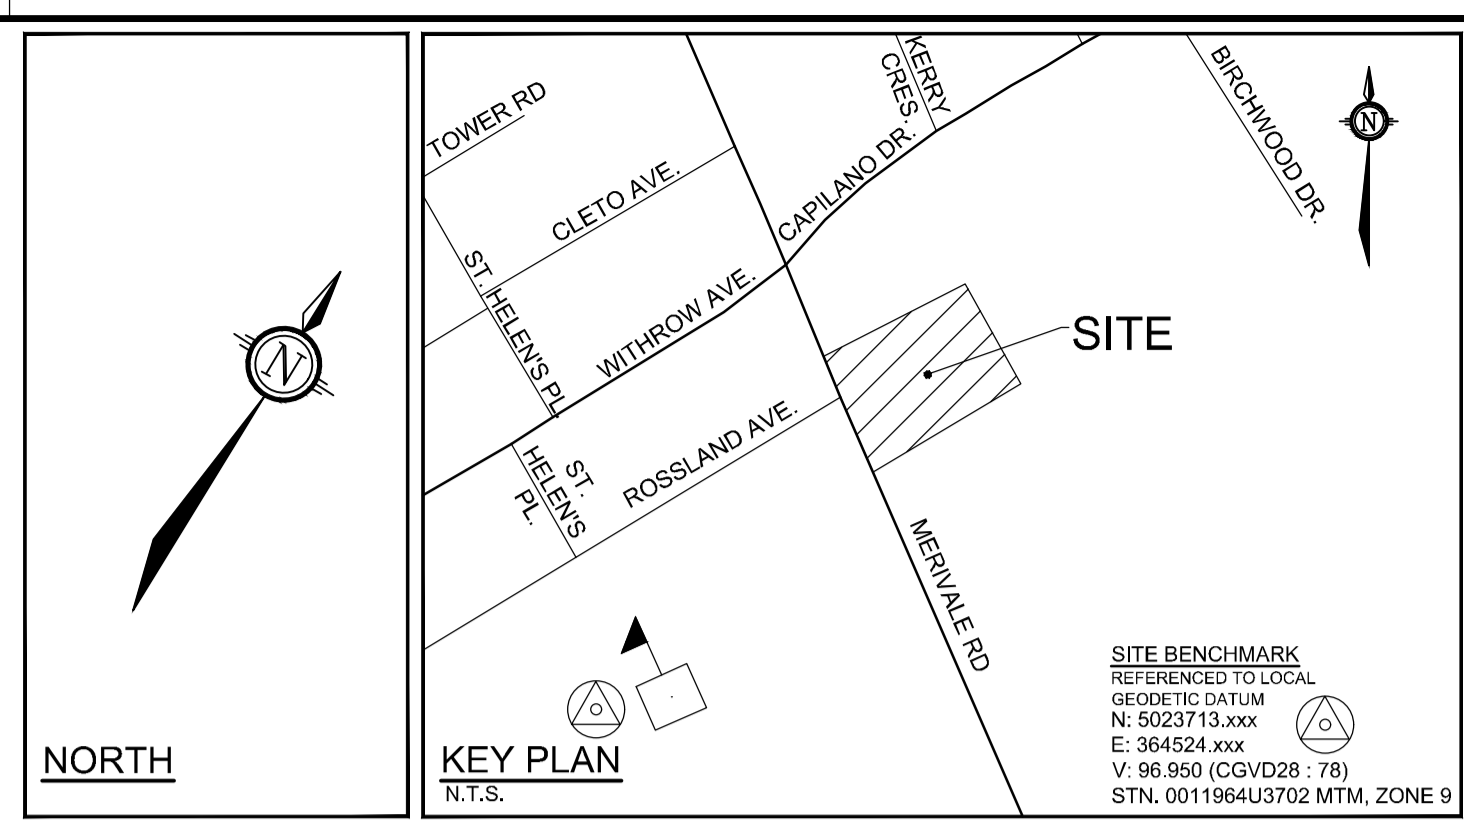 N
NORTH
TOWER RD
CLETO AVE.
ST. HELEN'S PL.
WITHROW AVE.
CAPILANO DR.
KERRY
CRES.
BIRCHWOOD DR.
N
SITE
ROSSLAND AVE.
ST.
HELEN'S
PL.
MERIVALE RD
KEY PLAN
N.T.S.
SITE BENCHMARK
REFERENCED TO LOCAL
GEODETIC DATUM
N: 5023713.xxx
E: 364524.xxx
V: 96.950 (CGVD28 : 78)
STN. 0011964U3702 MTM, ZONE 9